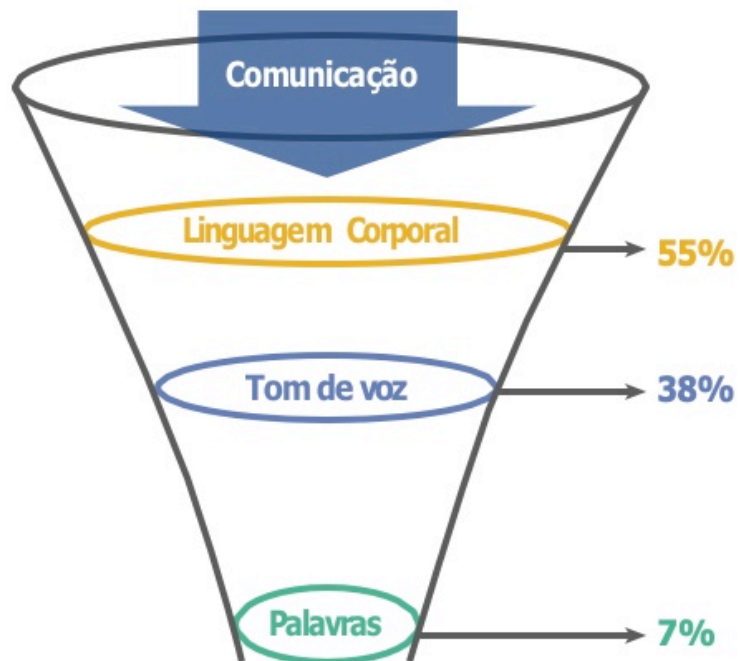 Comunicação
Linguagem Corporal
55%
Tom de voz
38%
Palavras
7%